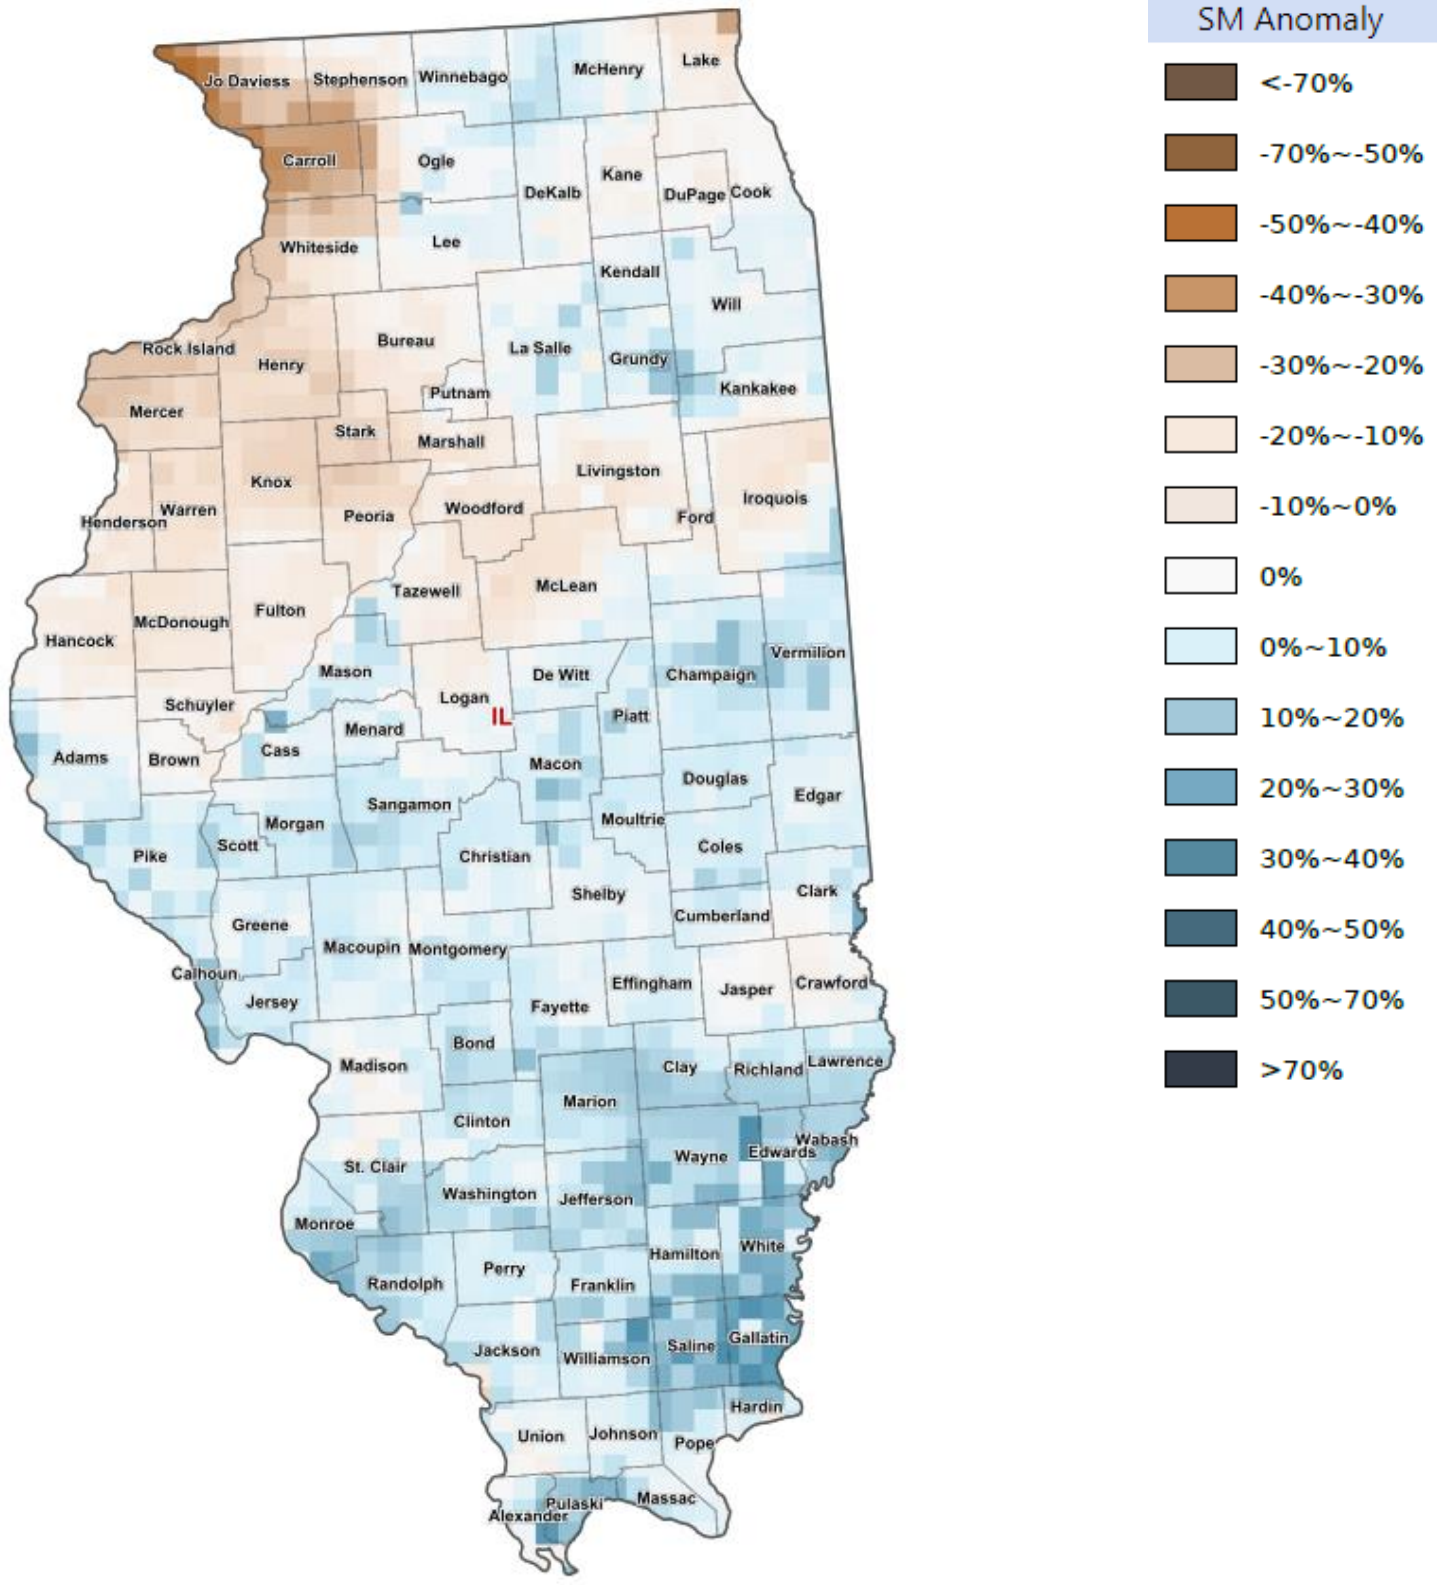 SM Anomaly
<-70%
-70%~-50%
-50%~-40%
-40%~-30%
-30%~-20%
-20%~-10%
-10%~0%
0%
0%~10%
10%~20%
20%~30%
30%~40%
40%~50%
50%~70%
>70%
Jo Daviess
Stephenson
Winnebago
McHenry
Lake
Carroll
Ogle
DeKalb
Kane
DuPage
Cook
Whiteside
Lee
Kendall
Will
Rock Island
Henry
Bureau
La Salle
Grundy
Kankakee
Mercer
Putnam
Stark
Marshall
Knox
Livingston
Iroquois
Henderson
Warren
Peoria
Woodford
Ford
Tazewell
McLean
Hancock
McDonough
Fulton
Mason
De Witt
Champaign
Vermilion
Schuyler
Logan
IL
Piatt
Menard
Adams
Brown
Cass
Macon
Douglas
Edgar
Sangamon
Morgan
Moultrie
Scott
Pike
Christian
Coles
Shelby
Clark
Cumberland
Greene
Macoupin
Montgomery
Calhoun
Jersey
Effingham
Jasper
Crawford
Fayette
Bond
Madison
Clay
Richland
Lawrence
Marion
Clinton
Wayne
Edwards
Wabash
St. Clair
Washington
Jefferson
Monroe
Hamilton
White
Randolph
Perry
Franklin
Jackson
Williamson
Saline
Gallatin
Hardin
Union
Johnson
Pope
Alexander
Pulaski
Massac